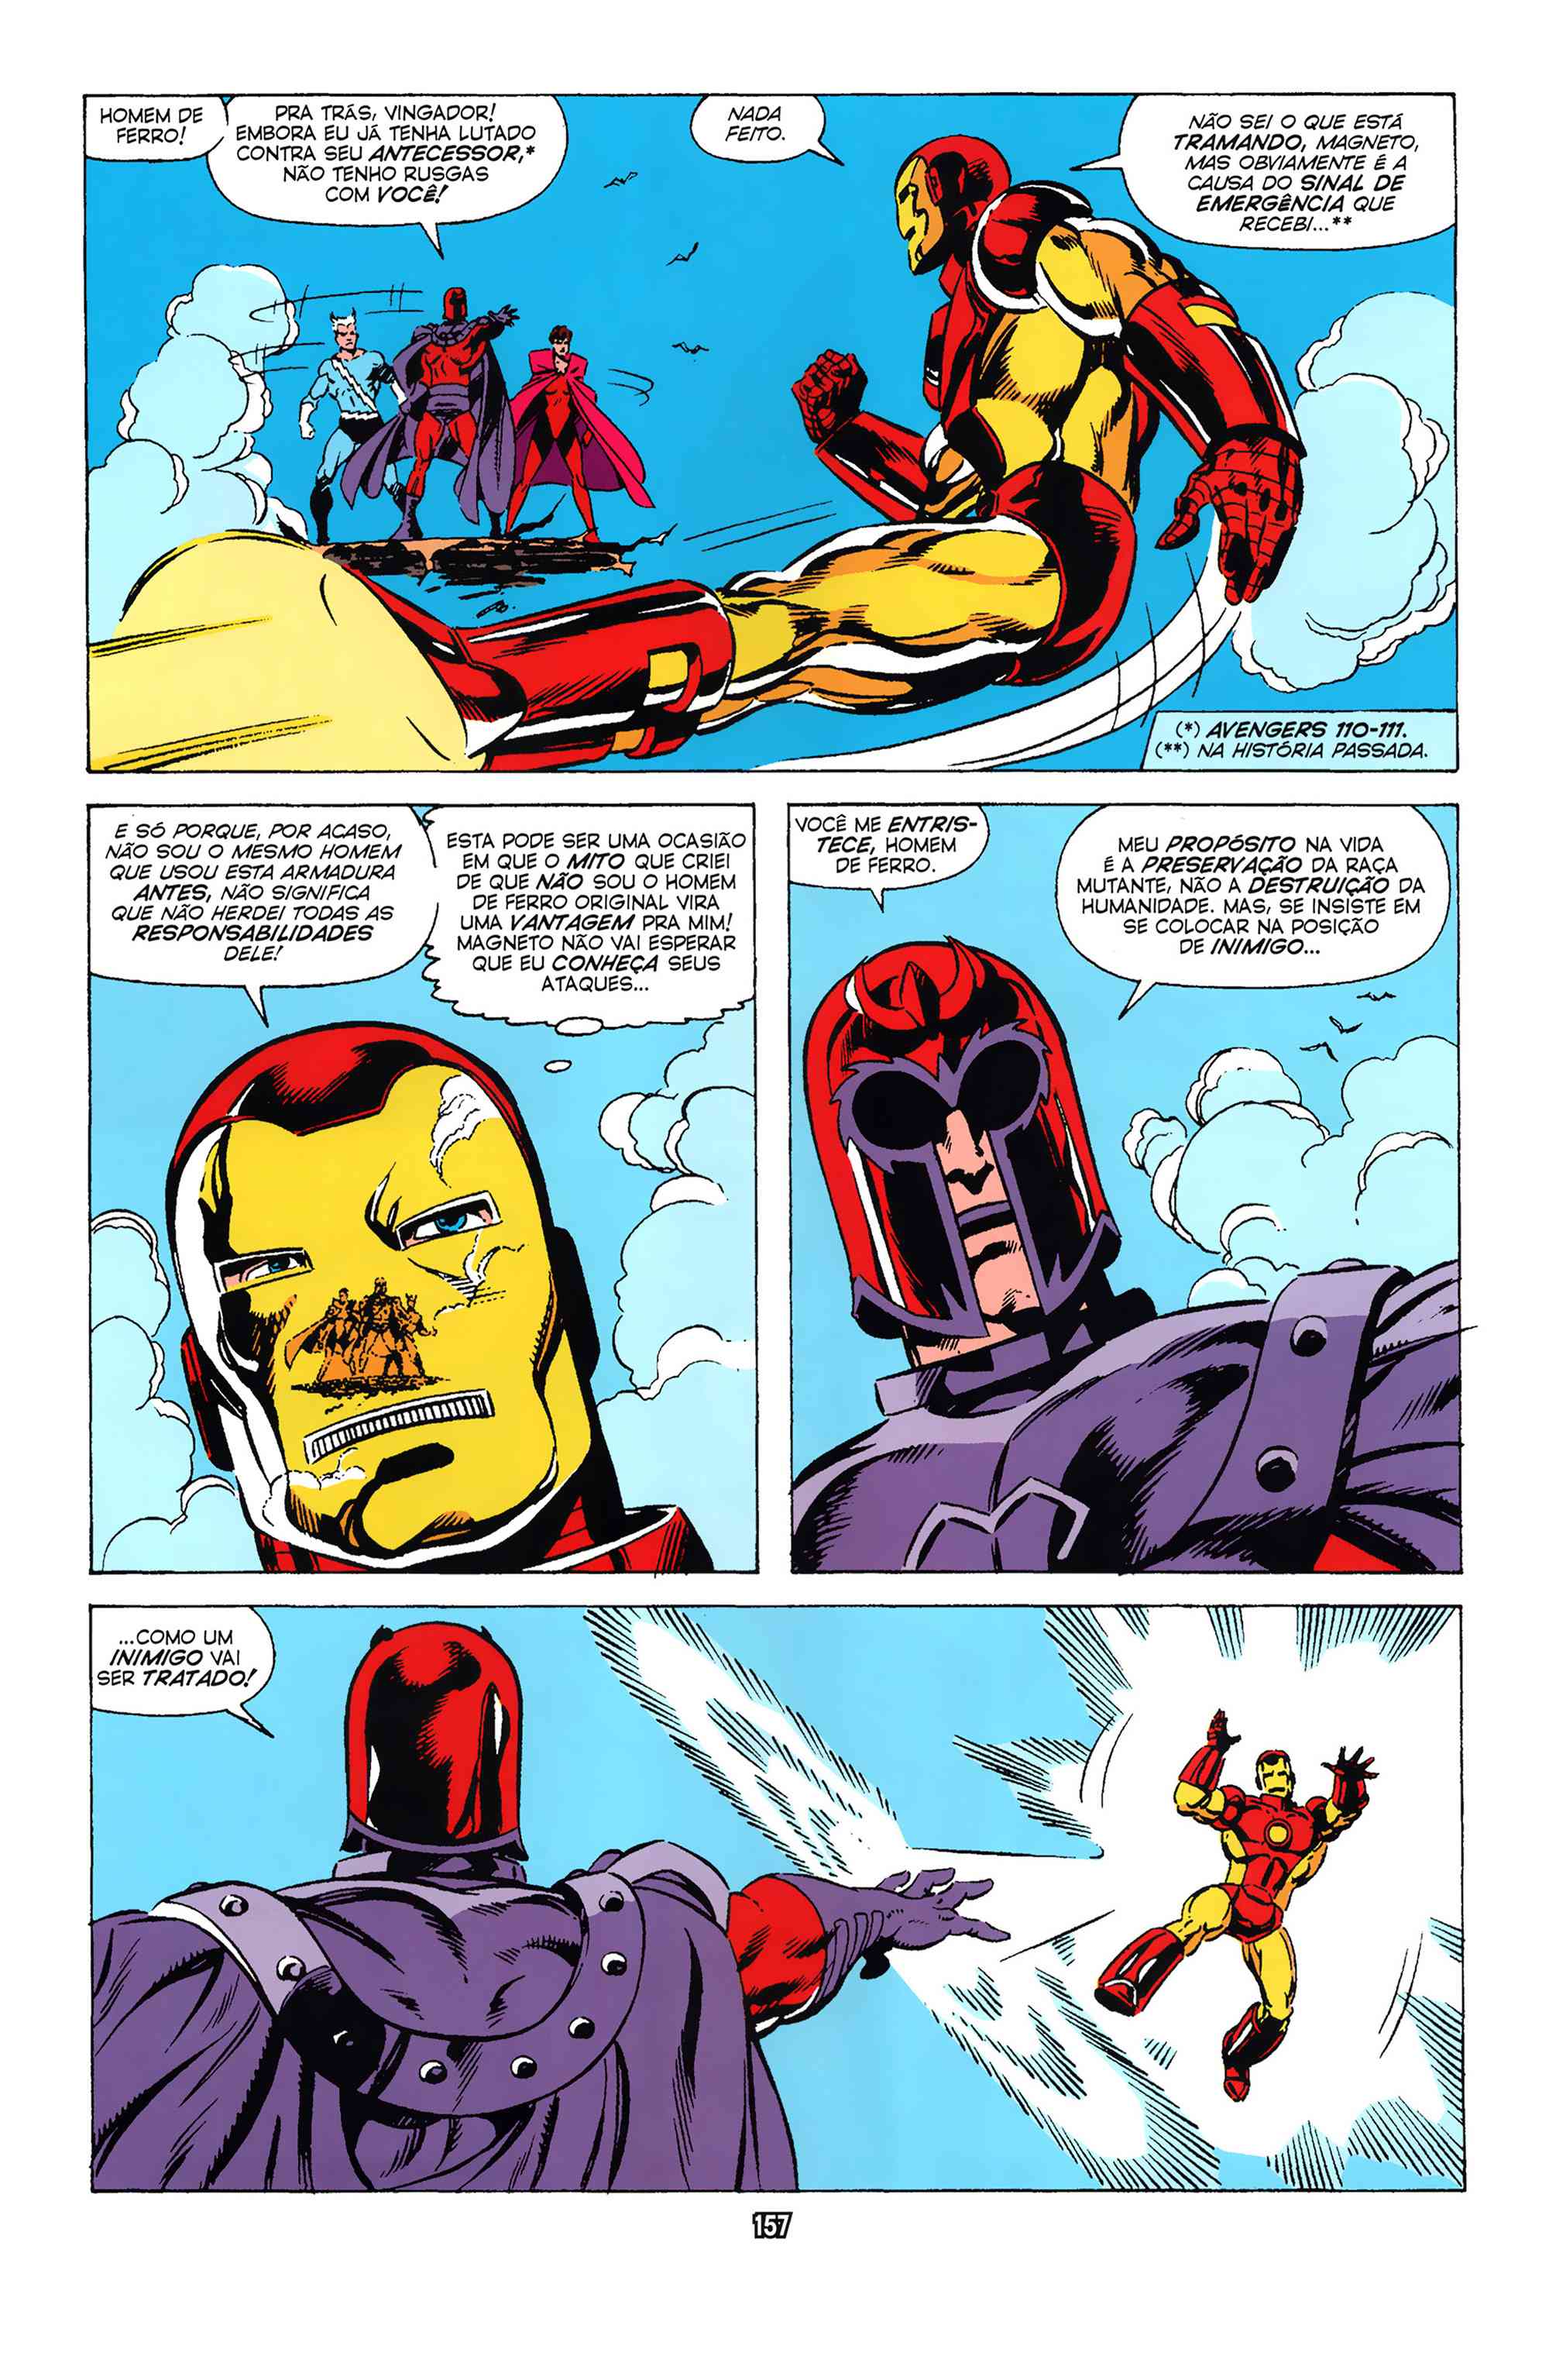 HOMEM DE
FERRO!
PRA TRÁS, VINGADOR!
EMBORA EU JÁ TENHA LUTADO
CONTRA SEU ANTECESSOR,*
NÃO TENHO RUSGAS
COM VOCÊ!
NADA
FEITO.
NÃO SEI O QUE ESTÁ
TRAMANDO, MAGNETO,
MAS OBVIAMENTE É A
CAUSA DO SINAL DE
EMERGÊNCIA QUE
RECEBI...**
(*) AVENGERS 110-111.
(**) NA HISTÓRIA PASSADA.
E SÓ PORQUE, POR ACASO,
NÃO SOU O MESMO HOMEM
QUE USOU ESTA ARMADURA
ANTES, NÃO SIGNIFICA
QUE NÃO HERDEI TODAS AS
RESPONSABILIDADES
DELE!
ESTA PODE SER UMA OCASIÃO
EM QUE O MITO QUE CRIEI
DE QUE NÃO SOU O HOMEM
DE FERRO ORIGINAL VIRA
UMA VANTAGEM PRA MIM!
MAGNETO NÃO VAI ESPERAR
QUE EU CONHEÇA SEUS
ATAQUES...
VOCÊ ME ENTRIS-
TECE, HOMEM
DE FERRO.
MEU PROPÓSITO NA VIDA
É A PRESERVAÇÃO DA RAÇA
MUTANTE, NÃO A DESTRUIÇÃO DA
HUMANIDADE. MAS, SE INSISTE EM
SE COLOCAR NA POSIÇÃO
DE INIMIGO...
...COMO UM
INIMIGO VAI
SER TRATADO!
157